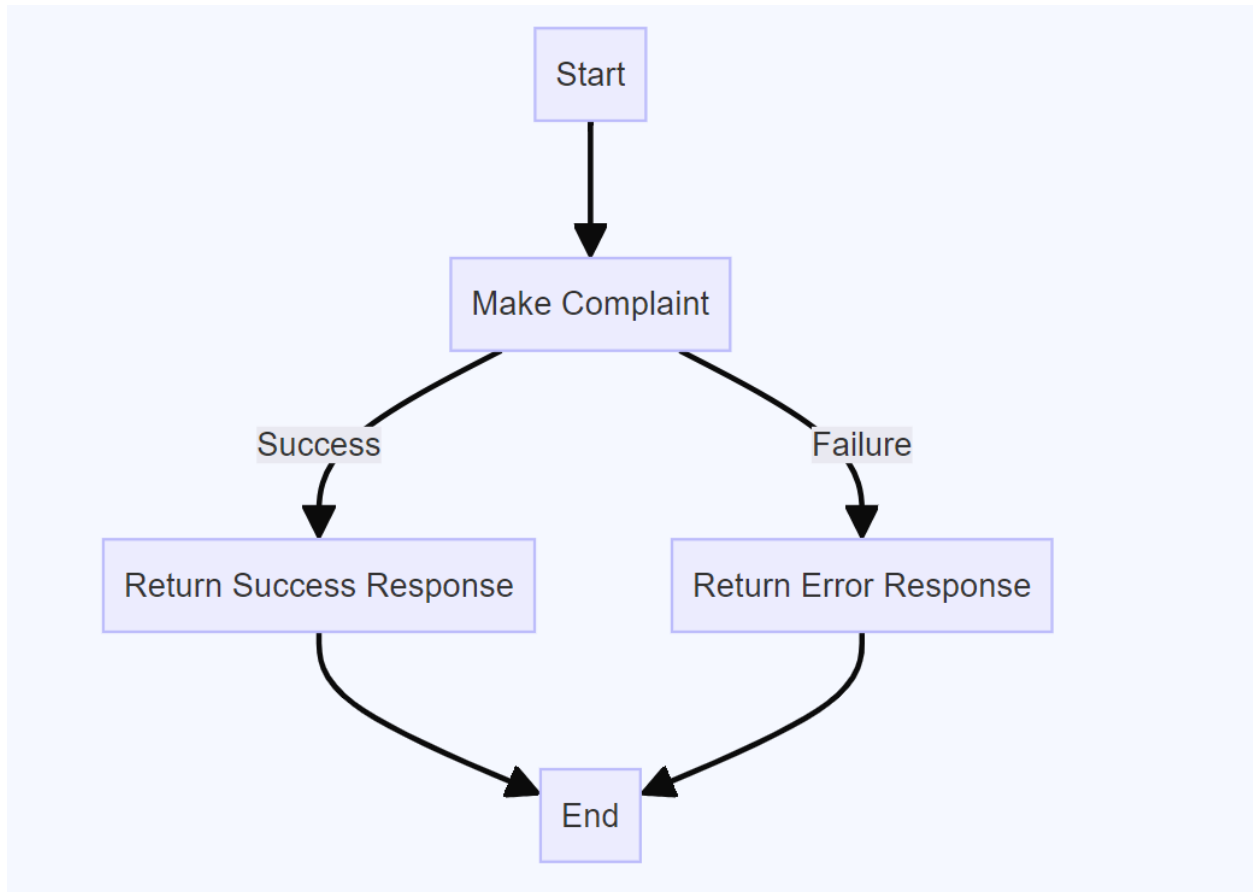 Start
Make Complaint
Success
Failure
Return Success Response
Return Error Response
End